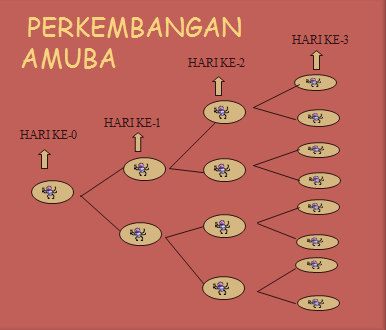 PERKEMBANGAN
AMUBA
HARI KE-0
HARI KE-1
HARI KE-2
HARI KE-3